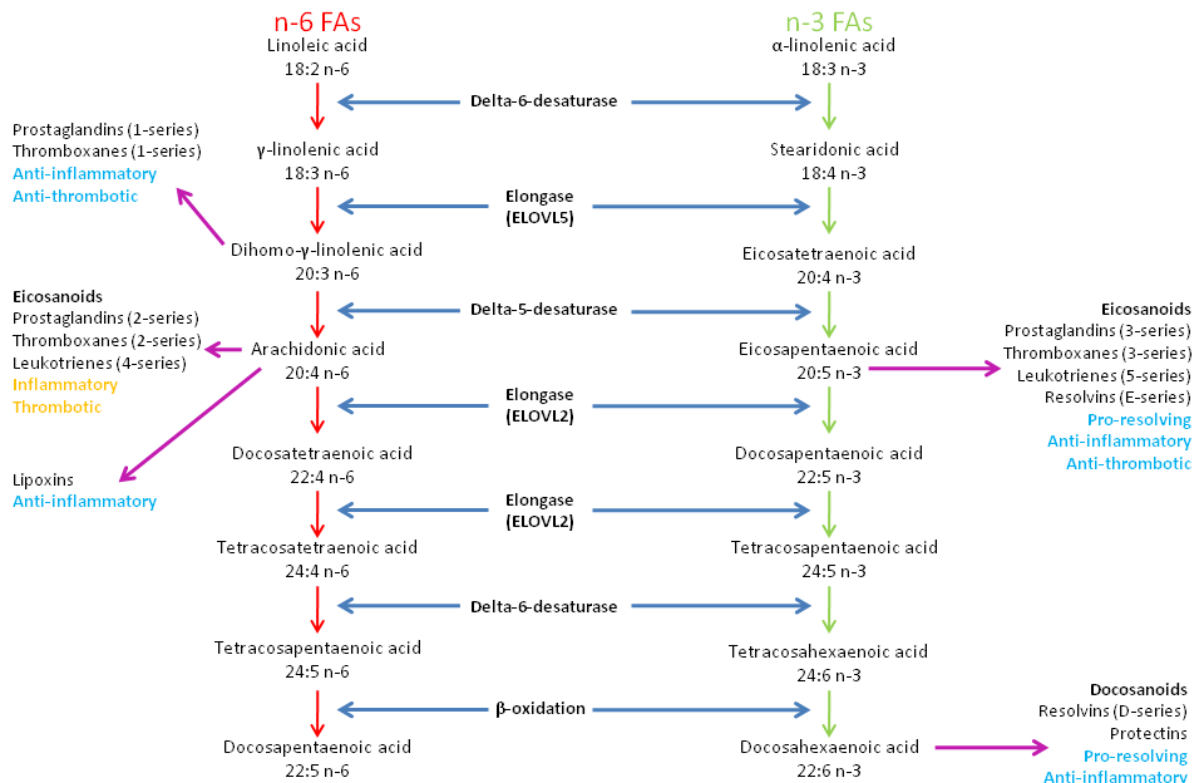 n-6 FAs
n-3 FAs
Linoleic acid
18:2 n-6
α-linolenic acid
18:3 n-3
Delta-6-desaturase
Prostaglandins (1-series)
Thromboxanes (1-series)
Anti-inflammatory
Anti-thrombotic
γ-linolenic acid
18:3 n-6
Stearidonic acid
18:4 n-3
Elongase
(ELOVL5)
Dihomo-γ-linolenic acid
20:3 n-6
Eicosatetraenoic acid
20:4 n-3
Delta-5-desaturase
Eicosanoids
Prostaglandins (2-series)
Thromboxanes (2-series)
Leukotrienes (4-series)
Inflammatory
Thrombotic
Arachidonic acid
20:4 n-6
Eicosapentaenoic acid
20:5 n-3
Eicosanoids
Prostaglandins (3-series)
Thromboxanes (3-series)
Leukotrienes (5-series)
Resolvins (E-series)
Pro-resolving
Anti-inflammatory
Anti-thrombotic
Elongase
(ELOVL2)
Lipoxins
Anti-inflammatory
Docosatetraenoic acid
22:4 n-6
Docosapentaenoic acid
22:5 n-3
Elongase
(ELOVL2)
Tetracosatetraenoic acid
24:4 n-6
Tetracosapentaenoic acid
24:5 n-3
Delta-6-desaturase
Tetracosapentaenoic acid
24:5 n-6
Tetracosahexaenoic acid
24:6 n-3
β-oxidation
Docosapentaenoic acid
22:5 n-6
Docosahexaenoic acid
22:6 n-3
Docosanoids
Resolvins (D-series)
Protectins
Pro-resolving
Anti-inflammatory